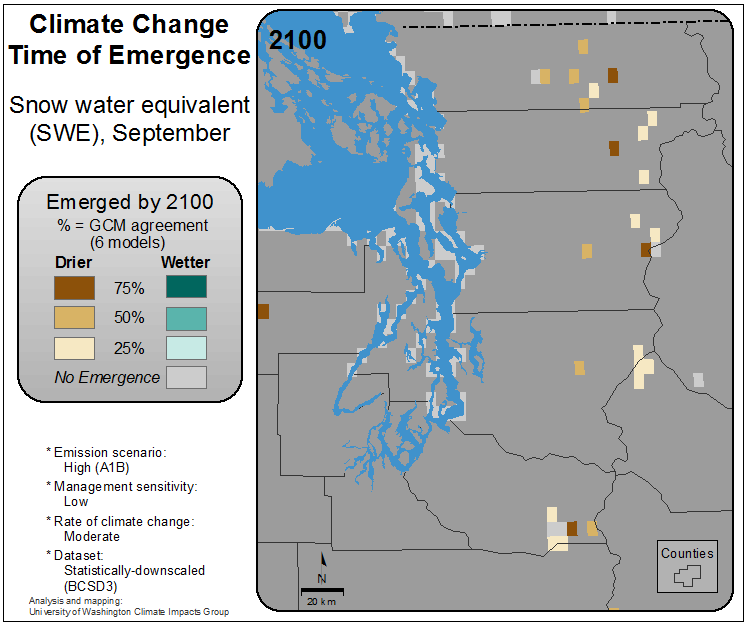 Climate Change
Time of Emergence
Snow water equivalent
(SWE), September
Emerged by 2100
% = GCM agreement
(6 models)
Drier Wetter
75%
50%
25%
No Emergence
* Emission scenario:
High (A1B)
* Management sensitivity:
Low
* Rate of climate change:
Moderate
* Dataset:
Statistically-downscaled
(BCSD3)
Analysis and mapping:
University of Washington Climate Impacts Group
2100
N
20 km
Counties